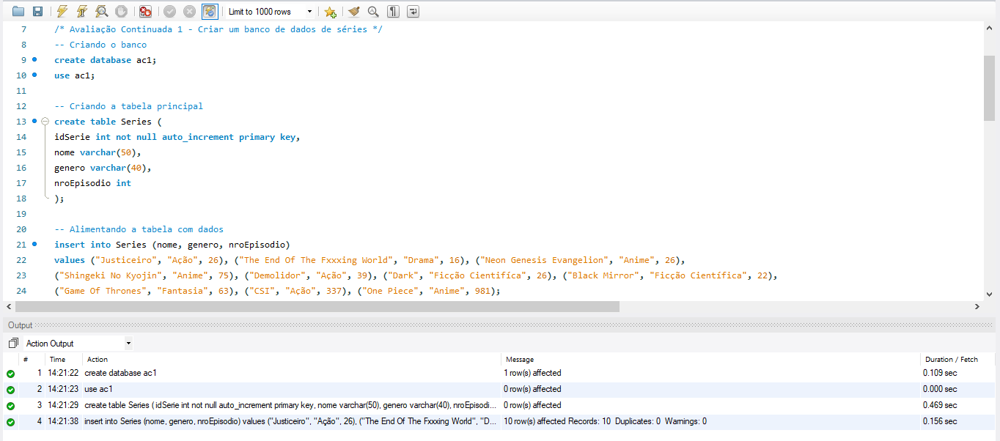 Limit to 1000 rows
7 /* Avaliação Continuada 1 - Criar um banco de dados de séries */
8 -- Criando o banco
9 create database ac1;
10 use ac1;
11
12 -- Criando a tabela principal
13 create table Series (
14 idSerie int not null auto_increment primary key,
15 nome varchar(50),
16 genero varchar(40),
17 nroEpisodio int
18 );
19
20 -- Alimentando a tabela com dados
21 insert into Series (nome, genero, nroEpisodio)
22 values ("Justiceiro", "Ação", 26), ("The End Of The Fxxxing World", "Drama", 16), ("Neon Genesis Evangelion", "Anime", 26),
23 ("Shingeki No Kyojin", "Anime", 75), ("Demolidor", "Ação", 39), ("Dark", "Ficção Cientifíca", 26), ("Black Mirror", "Ficção Científica", 22),
24 ("Game Of Thrones", "Fantasia", 63), ("CSI", "Ação", 337), ("One Piece", "Anime", 981);
Output
Action Output
# Time Action Message Duration / Fetch
1 14:21:22 create database ac1 1 row(s) affected 0.109 sec
2 14:21:23 use ac1 0 row(s) affected 0.000 sec
3 14:21:29 create table Series ( idSerie int not null auto_increment primary key, nome varchar(50), genero varchar(40), nroEpisodi... 0 row(s) affected 0.469 sec
4 14:21:38 insert into Series (nome, genero, nroEpisodio) values ("Justiceiro", "Ação", 26), ("The End Of The Fxxxing World", "D... 10 row(s) affected Records: 10 Duplicates: 0 Warnings: 0 0.156 sec